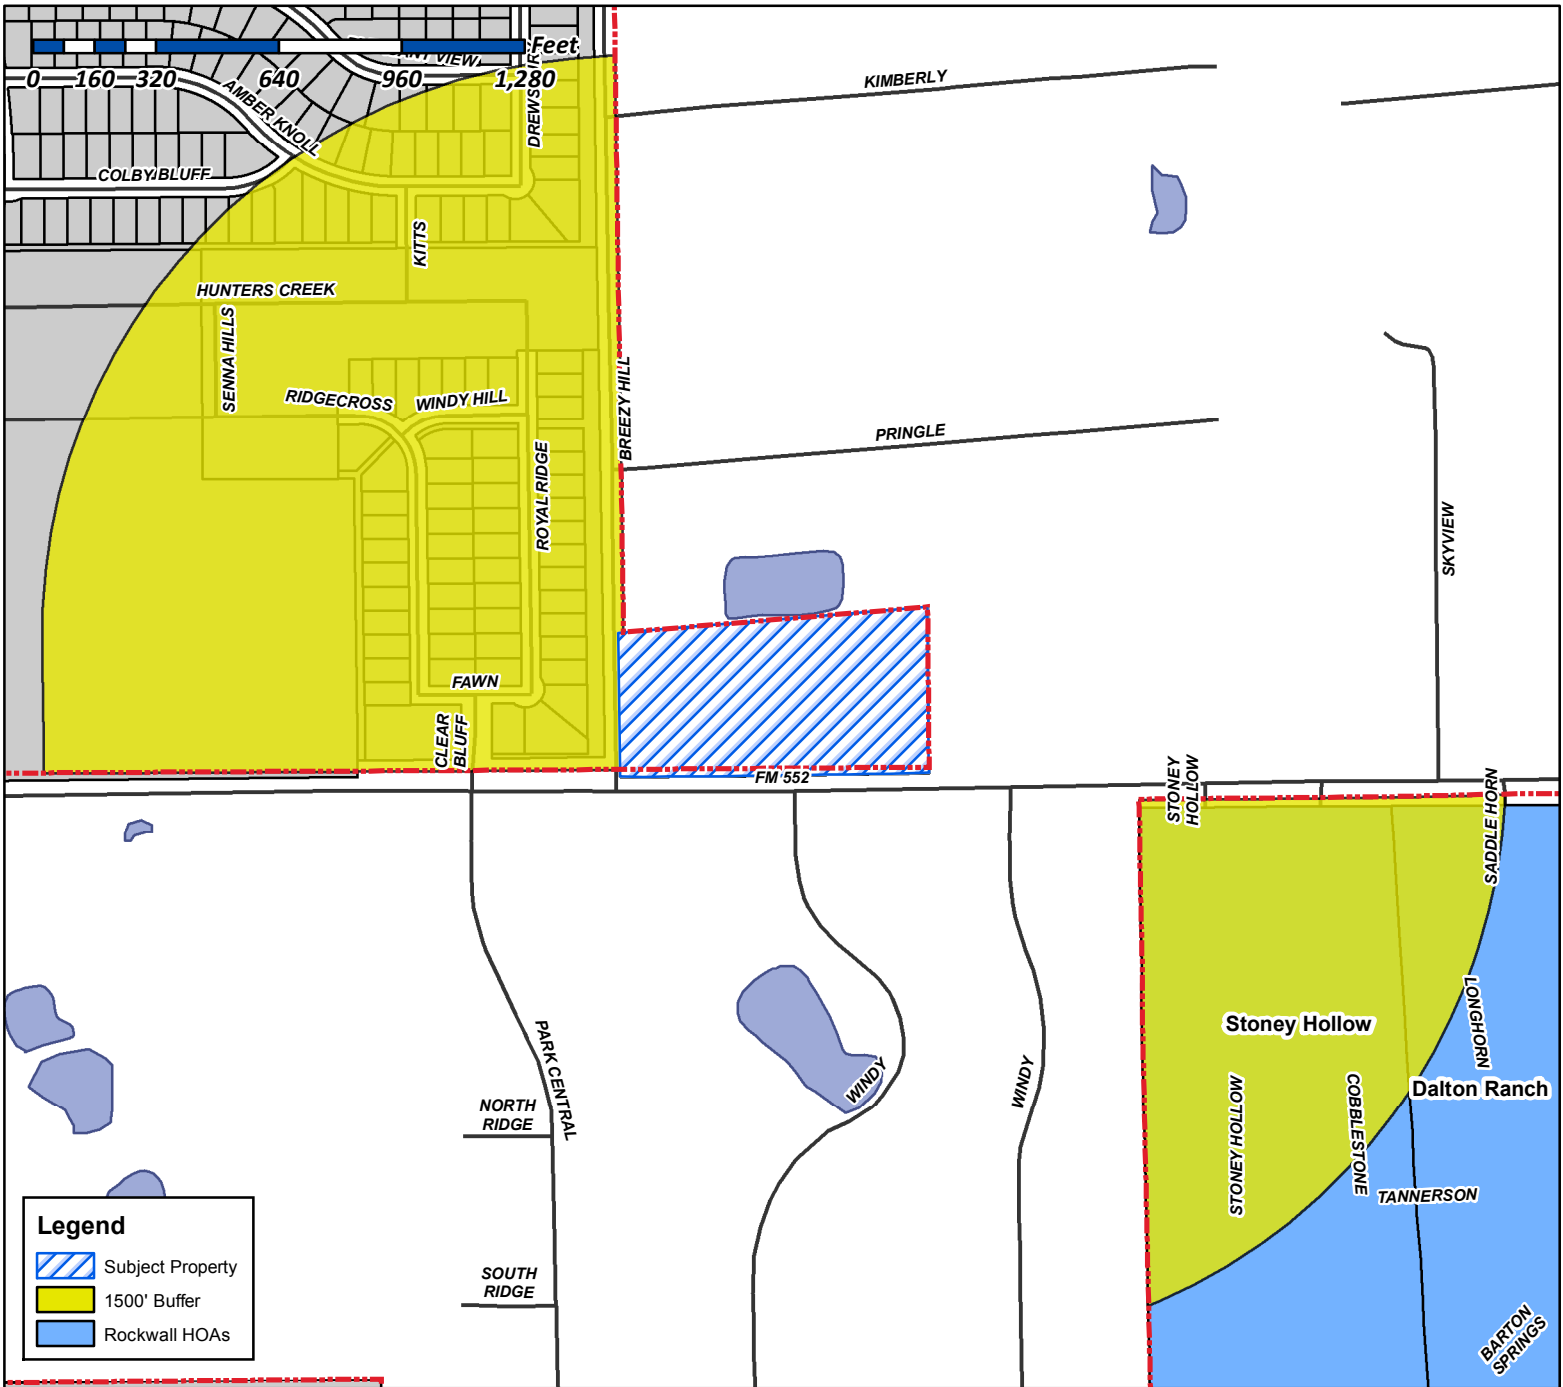 Feet
0 160 320 640 960 1,280
ANT VIEW
AMBER KNOLL
COLBY BLUFF
KITTS
HUNTERS CREEK
SENNA HILLS
RIDGECROSS
WINDY HILL
ROYAL RIDGE
BREEZY HILL
FAWN
CLEAR
BLUFF
KIMBERLY
PRINGLE
SKYVIEW
FM 552
STONEY
HOLLOW
SADDLE HORN
LONGHORN
Stoney Hollow
Dalton Ranch
STONEY HOLLOW
COBBLESTONE
TANNERSON
BARTON
SPRINGS
PARK CENTRAL
NORTH
RIDGE
SOUTH
RIDGE
WINDY
WINDY
Legend
Subject Property
1500' Buffer
Rockwall HOAs